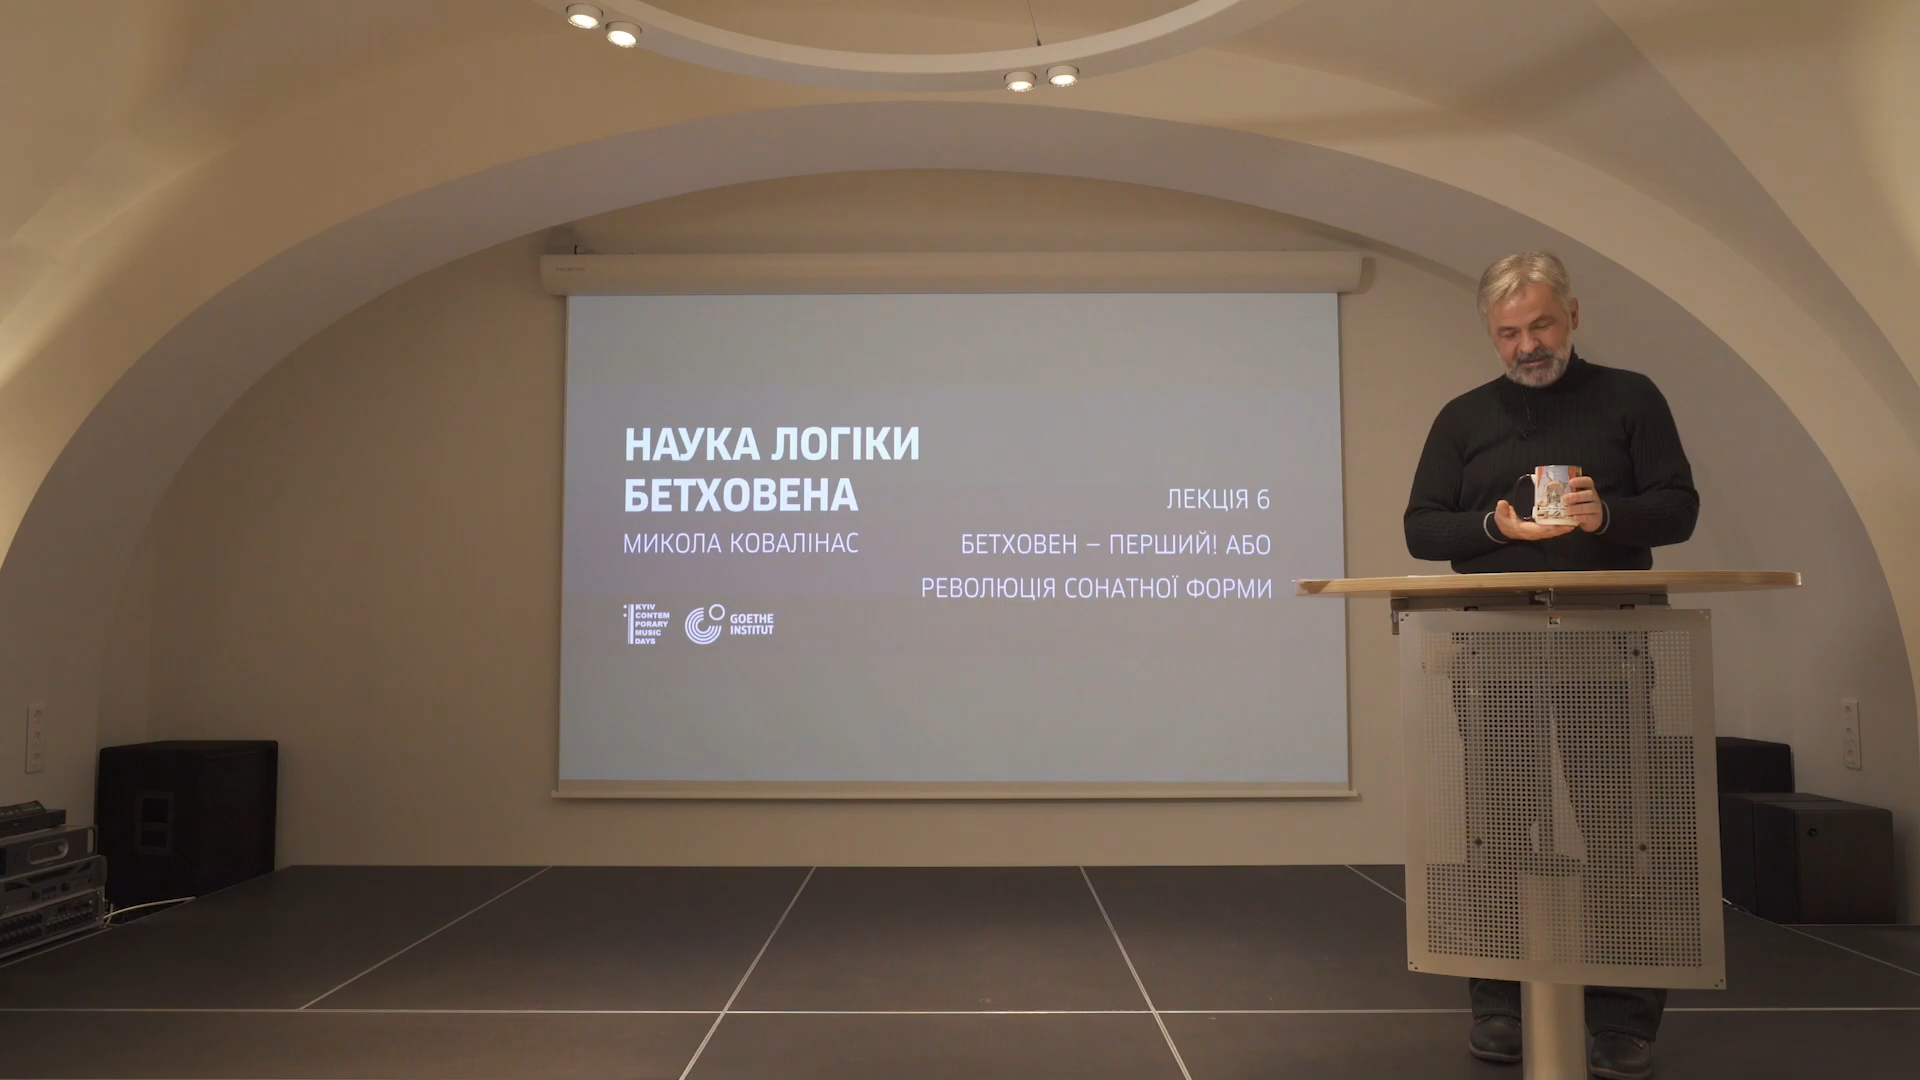 НАУКА ЛОГІКИ
БЕТХОВЕНА
МИКОЛА КОВАЛІНАС
ЛЕКЦІЯ 6
БЕТХОВЕН – ПЕРШИЙ! АБО
РЕВОЛЮЦІЯ СОНАТНОЇ ФОРМИ
KYIV
CONTEM
PORARY
MUSIC
DAYS
GOETHE
INSTITUT